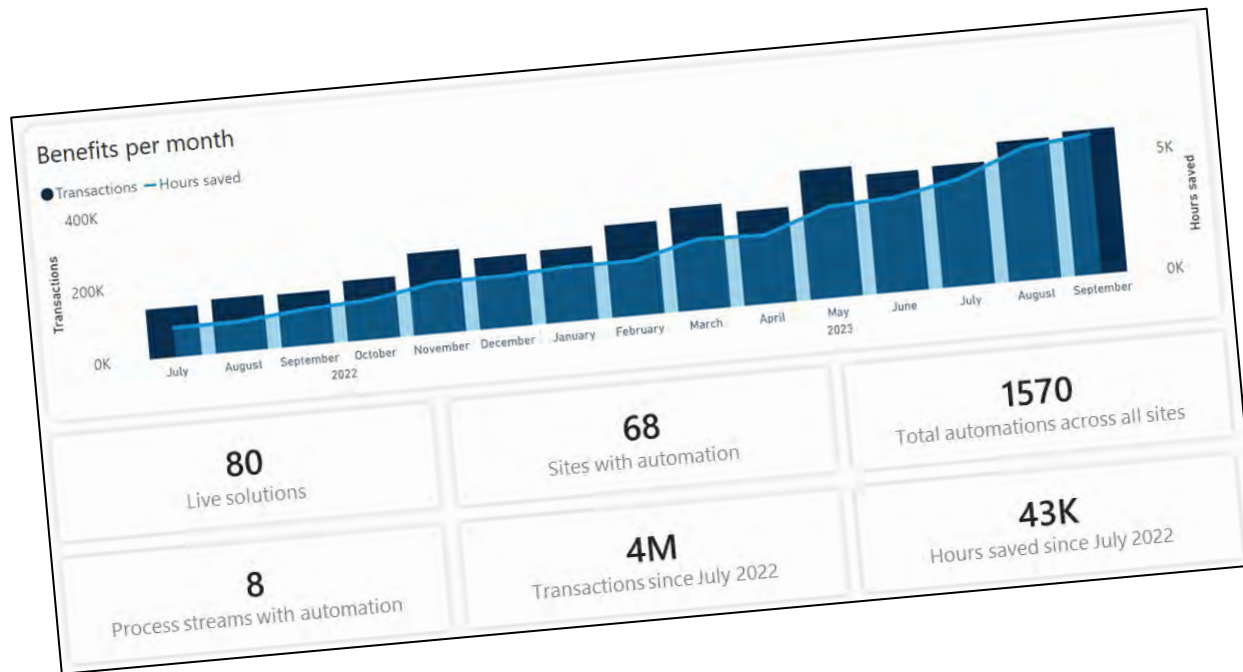 Benefits per month
Transactions Hours saved
400K
200K
0K
Transactions
5K
0K
Hours saved
July August September October November December January February March April May June July August September
2022 2023
80
Live solutions
68
Sites with automation
1570
Total automations across all sites
8
Process streams with automation
4M
Transactions since July 2022
43K
Hours saved since July 2022